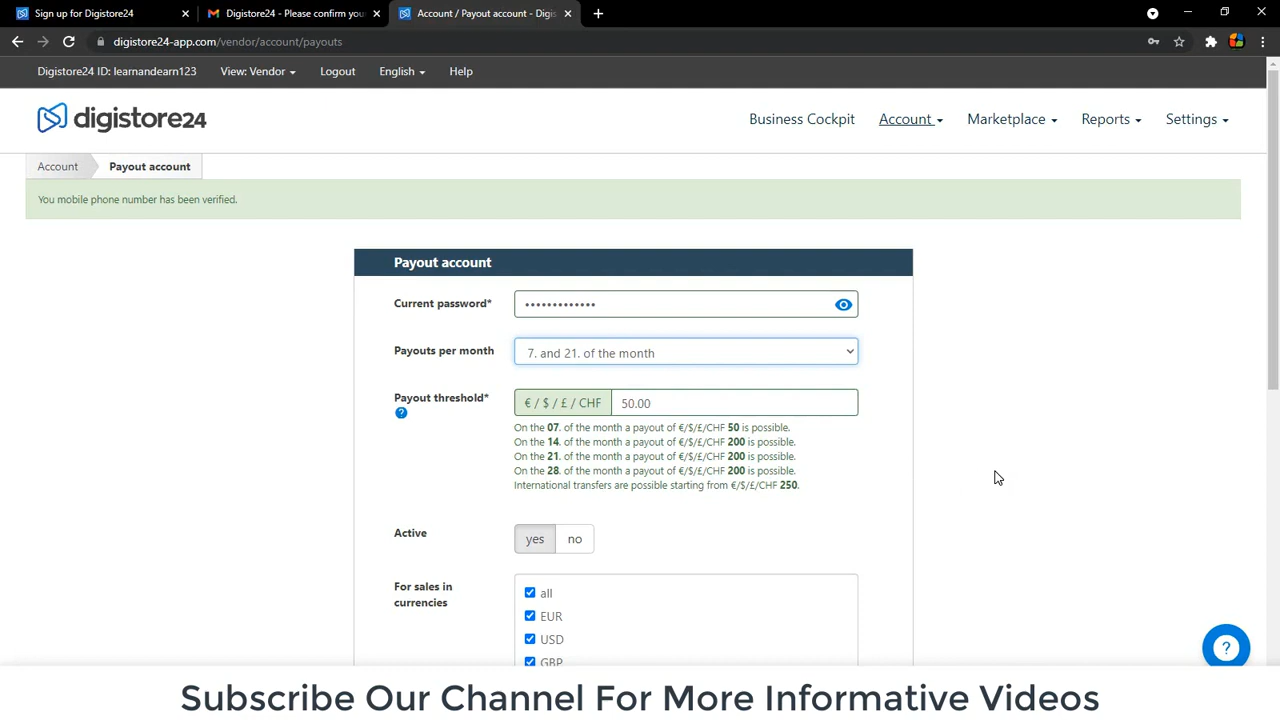 Sign up for Digistore24
Digistore24 - Please confirm your
Account / Payout account - Digis
digistore24-app.com/vendor/account/payouts
Digistore24 ID: learnandearn123 View: Vendor Logout English Help
digistore24 Business Cockpit Account Marketplace Reports Settings
Account Payout account
You mobile phone number has been verified.
Payout account
Current password* •••••••••••••
Payouts per month 7. and 21. of the month
Payout threshold* € / $ / £ / CHF 50.00
?
On the 07. of the month a payout of €/$/£/CHF 50 is possible.
On the 14. of the month a payout of €/$/£/CHF 200 is possible.
On the 21. of the month a payout of €/$/£/CHF 200 is possible.
On the 28. of the month a payout of €/$/£/CHF 200 is possible.
International transfers are possible starting from €/$/£/CHF 250.
Active yes no
For sales in currencies
all
EUR
USD
GBP
?
Subscribe Our Channel For More Informative Videos